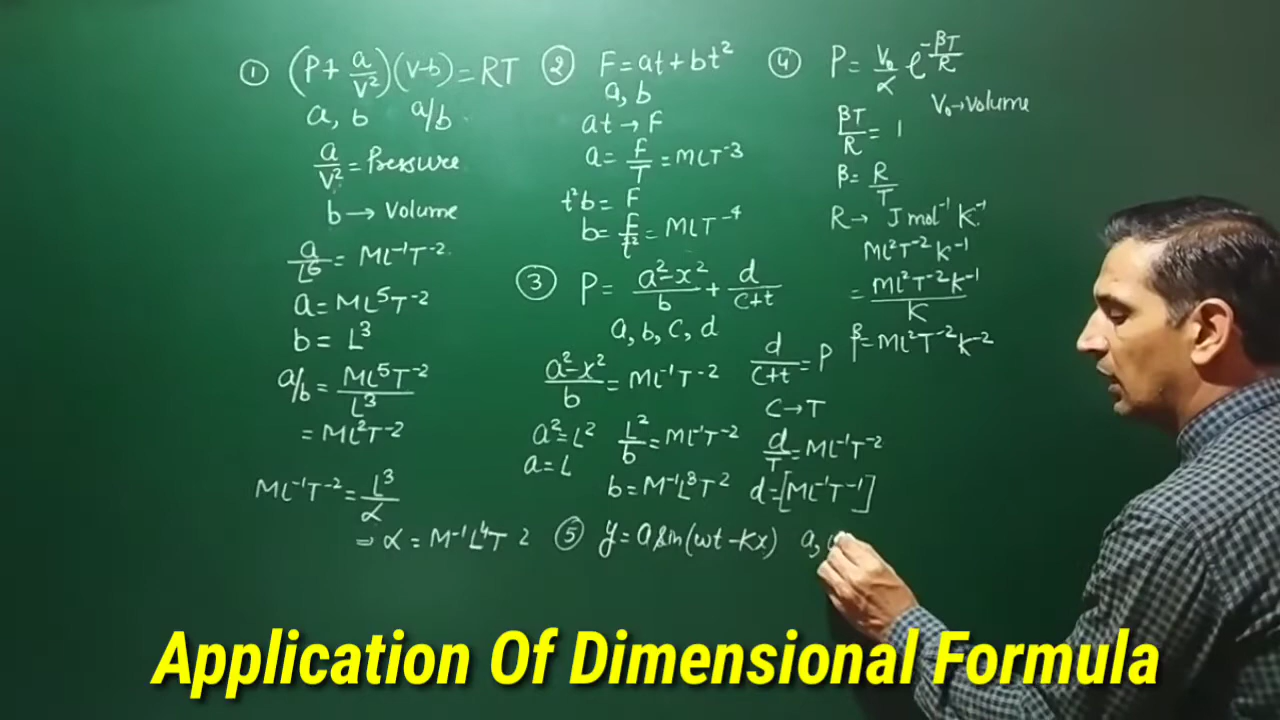 ① (P + a/V²)(V-b) = RT
a, b a/b
a/V² = Pressure
b → Volume
a/L⁶ = ML⁻¹T⁻²
a = ML⁵T⁻²
b = L³
a/b = ML⁵T⁻²/L³
= ML²T⁻²
ML⁻¹T⁻² = L³/α
⇒ α = M⁻¹L⁴T²
② F = at + bt²
a, b
at → F
a = F/T = MLT⁻³
t²b = F
b = F/t² = MLT⁻⁴
③ P = a²-x²/b + d/c+t
a, b, c, d
a²-x²/b = ML⁻¹T⁻²
a² = L²
a = L
L²/b = ML⁻¹T⁻²
b = M⁻¹L³T²
d/c+t = P
C → T
d/T = ML⁻¹T⁻²
d = [ML⁻¹T⁻¹]
④ P = V₀/α e^-βT/R
V₀ → Volume
βT/R = 1
β = R/T
R → J mol⁻¹ K⁻¹
ML²T⁻²K⁻¹
= ML²T⁻²K⁻¹/K
β = ML²T⁻²K⁻²
⑤ y = a sin(ωt - Kx) a,
Application Of Dimensional Formula